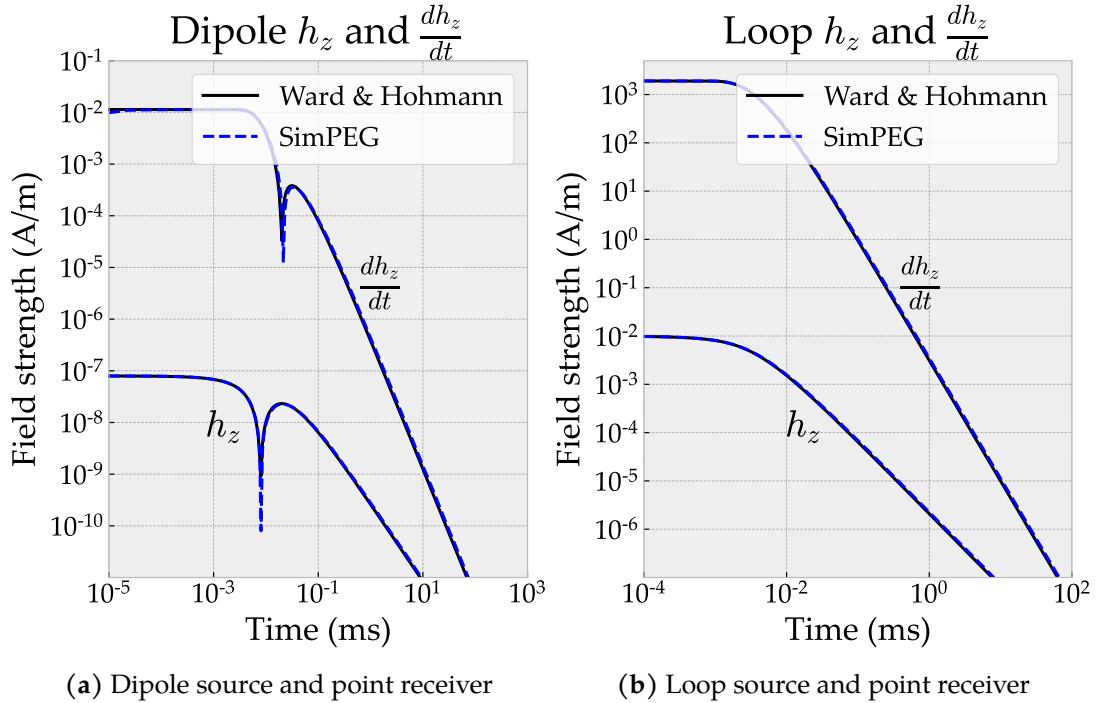 Dipole h_z and dh_z/dt
10^-1
10^-2
10^-3
10^-4
10^-5
10^-6
10^-7
10^-8
10^-9
10^-10
Field strength (A/m)
Ward & Hohmann
SimPEG
dh_z/dt
h_z
10^-5
10^-3
10^-1
10^1
10^3
Time (ms)
(a) Dipole source and point receiver
Loop h_z and dh_z/dt
10^3
10^2
10^1
10^0
10^-1
10^-2
10^-3
10^-4
10^-5
10^-6
Field strength (A/m)
Ward & Hohmann
SimPEG
dh_z/dt
h_z
10^-4
10^-2
10^0
10^2
Time (ms)
(b) Loop source and point receiver